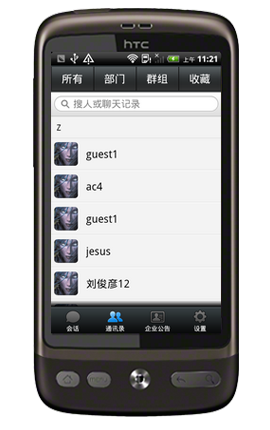 htc
上午 11:21
所有 部门 群组 收藏
搜人或聊天记录
z
guest1
ac4
guest1
jesus
刘俊彦12
会话 通讯录 企业公告 设置
menu